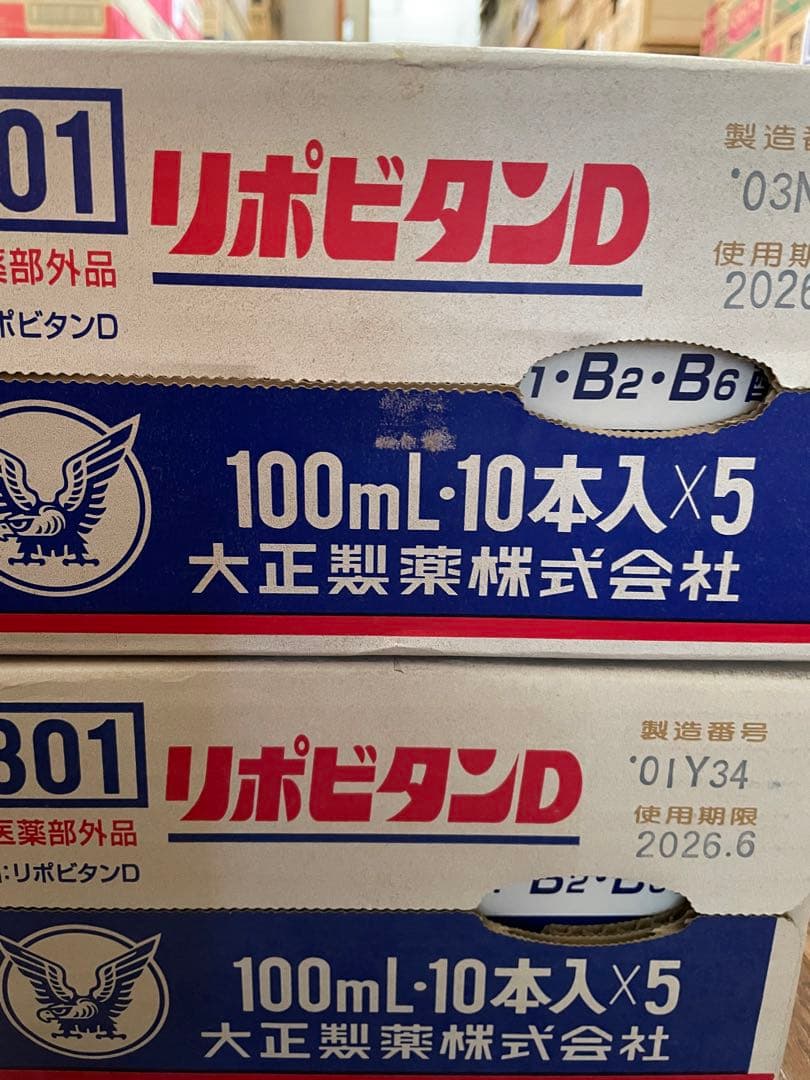 01
リポビタンD
製造番
'03N
薬部外品
使用期
2026
ポビタンD
1・B2・B6
100mL・10本入×5
大正製薬株式会社
301
リポビタンD
製造番号
'01Y34
医薬部外品
使用期限
2026.6
:リポビタンD
B2・B6
100mL・10本入×5
大正製薬株式会社